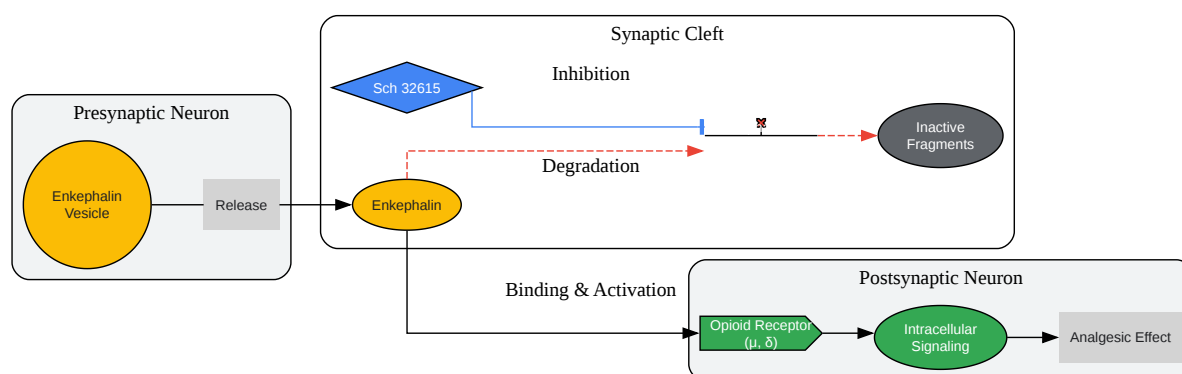 Synaptic Cleft
Inhibition
Sch 32615
Presynaptic Neuron
Inactive
Fragments
Degradation
Enkephalin
Vesicle
Release
Enkephalin
Postsynaptic Neuron
Binding & Activation
Opioid Receptor
(μ, δ)
Intracellular
Signaling
Analgesic Effect